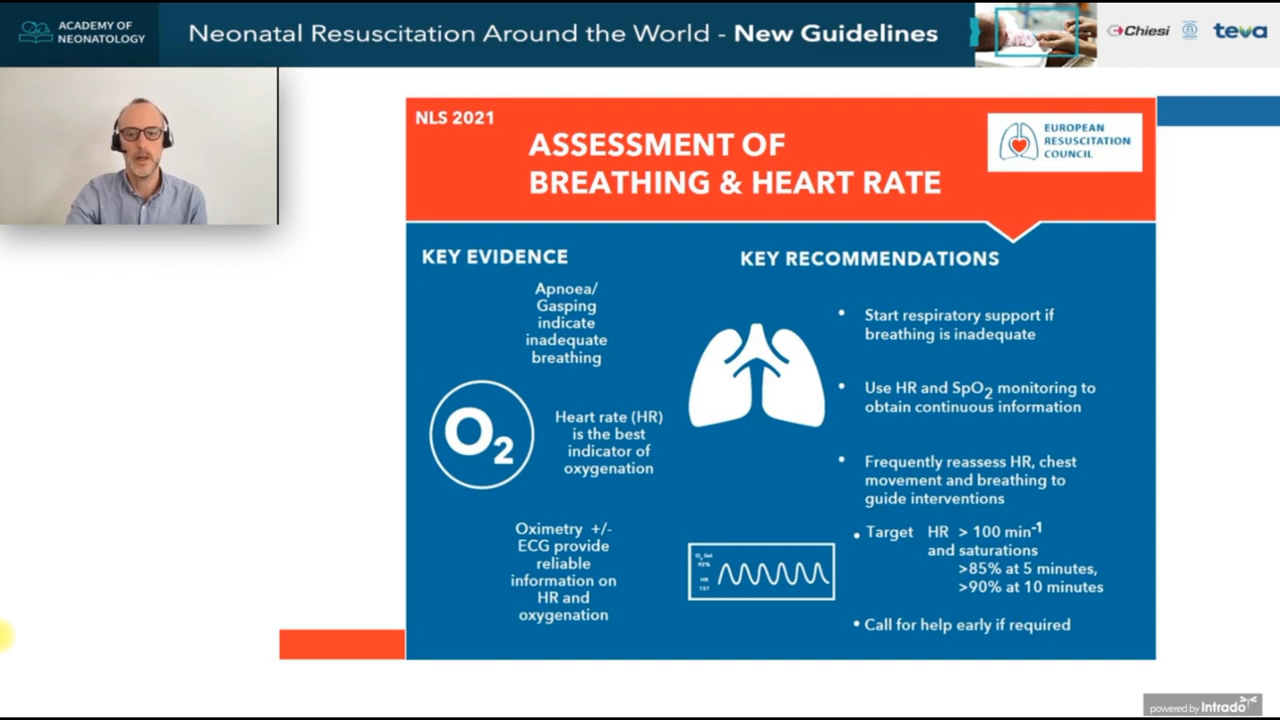 ACADEMY OF
NEONATOLOGY
Neonatal Resuscitation Around the World - New Guidelines
Chiesi
teva
NLS 2021
ASSESSMENT OF
BREATHING & HEART RATE
EUROPEAN
RESUSCITATION
COUNCIL
KEY EVIDENCE
Apnoea/
Gasping
indicate
inadequate
breathing
O2
Heart rate (HR)
is the best
indicator of
oxygenation
Oximetry +/-
ECG provide
reliable
information on
HR and
oxygenation
KEY RECOMMENDATIONS
• Start respiratory support if
breathing is inadequate
• Use HR and SpO2 monitoring to
obtain continuous information
• Frequently reassess HR, chest
movement and breathing to
guide interventions
O2 Sat
92%
HR
157
• Target HR > 100 min-1
and saturations
>85% at 5 minutes,
>90% at 10 minutes
• Call for help early if required
powered by Intrado